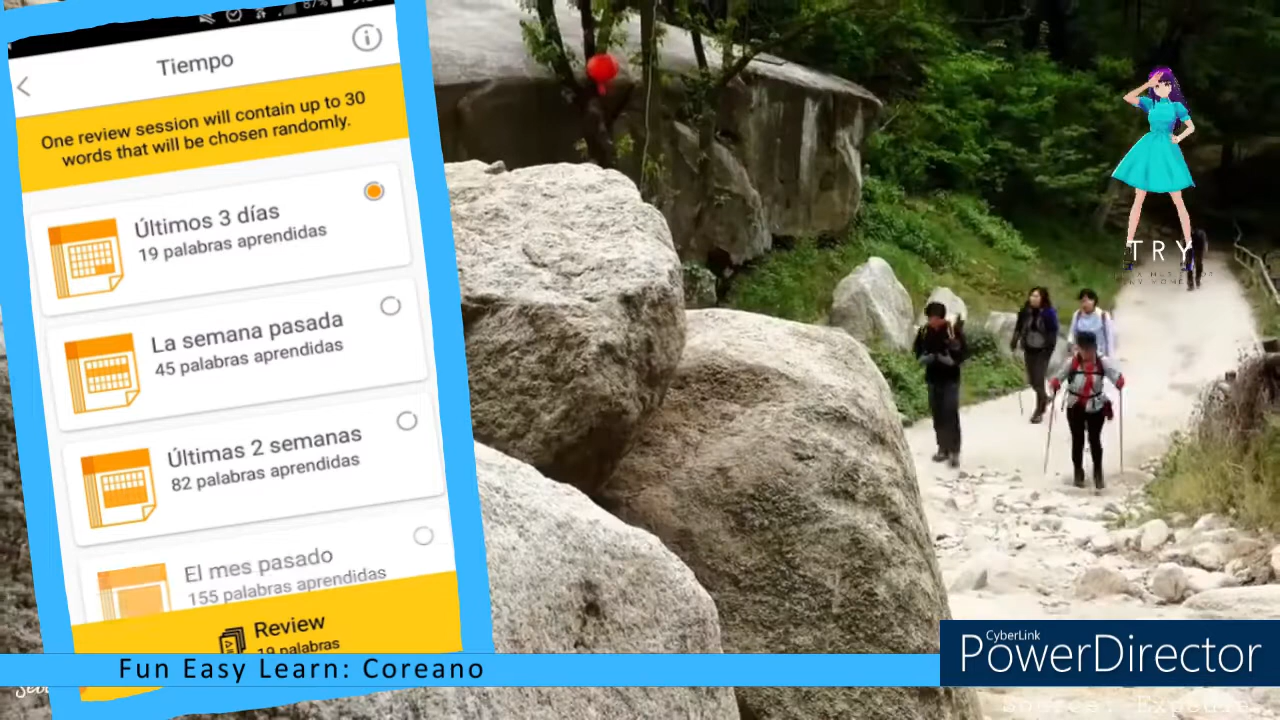 87%
Tiempo
One review session will contain up to 30
words that will be chosen randomly.
Últimos 3 días
19 palabras aprendidas
La semana pasada
45 palabras aprendidas
Últimas 2 semanas
82 palabras aprendidas
El mes pasado
155 palabras aprendidas
Review
19 palabras
Fun Easy Learn: Coreano
TRY
CyberLink
PowerDirector